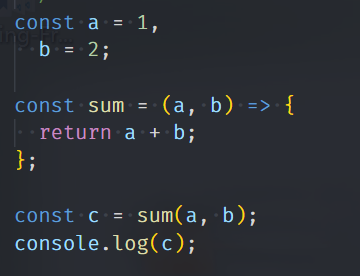 const a = 1,
  b = 2;

const sum = (a, b) => {
  return a + b;
};

const c = sum(a, b);
console.log(c);